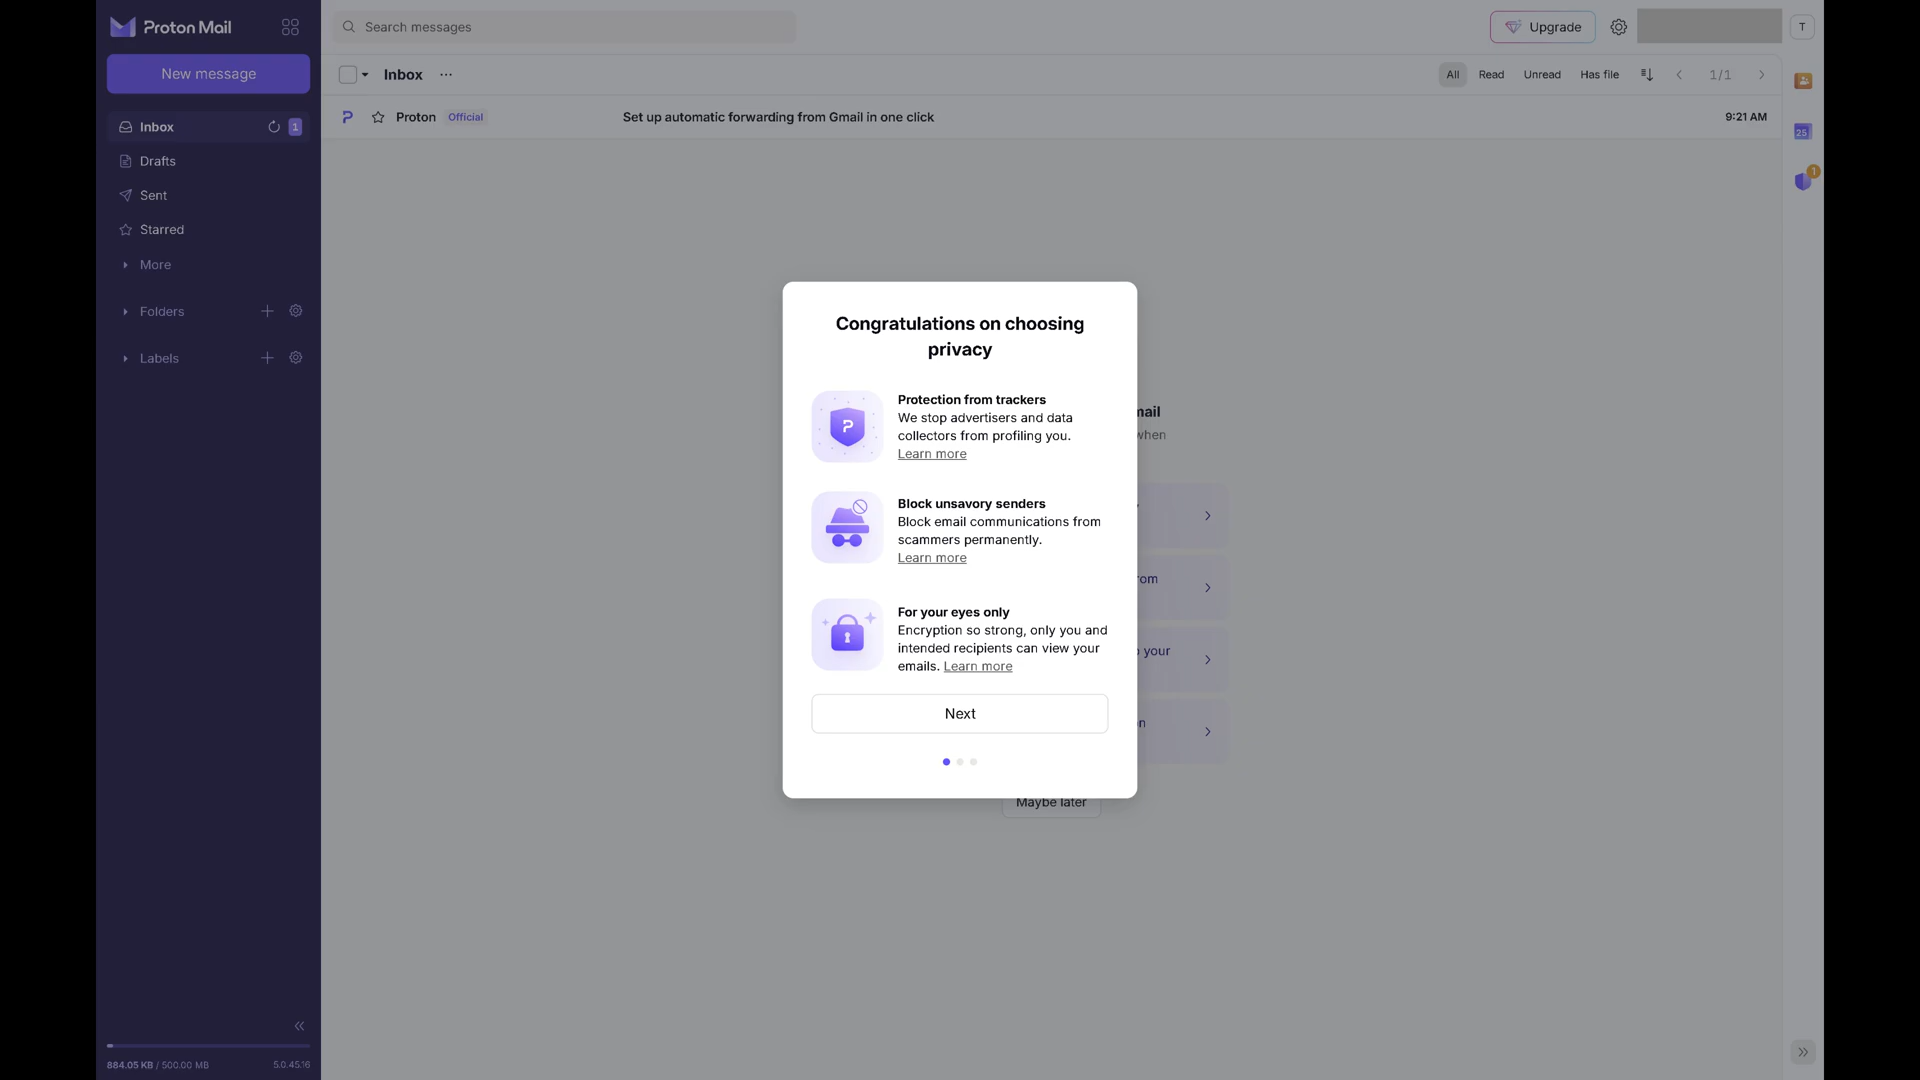 Proton Mail
Search messages
Upgrade
T
New message
Inbox
All
Read
Unread
Has file
1/1
Inbox
1
Proton
Official
Set up automatic forwarding from Gmail in one click
9:21 AM
25
1
Drafts
Sent
Starred
More
Folders
Labels
Congratulations on choosing
privacy
Protection from trackers
We stop advertisers and data
collectors from profiling you.
Learn more
Block unsavory senders
Block email communications from
scammers permanently.
Learn more
For your eyes only
Encryption so strong, only you and
intended recipients can view your
emails. Learn more
Next
mail
when
your
Maybe later
884.05 KB / 500.00 MB
5.0.45.16